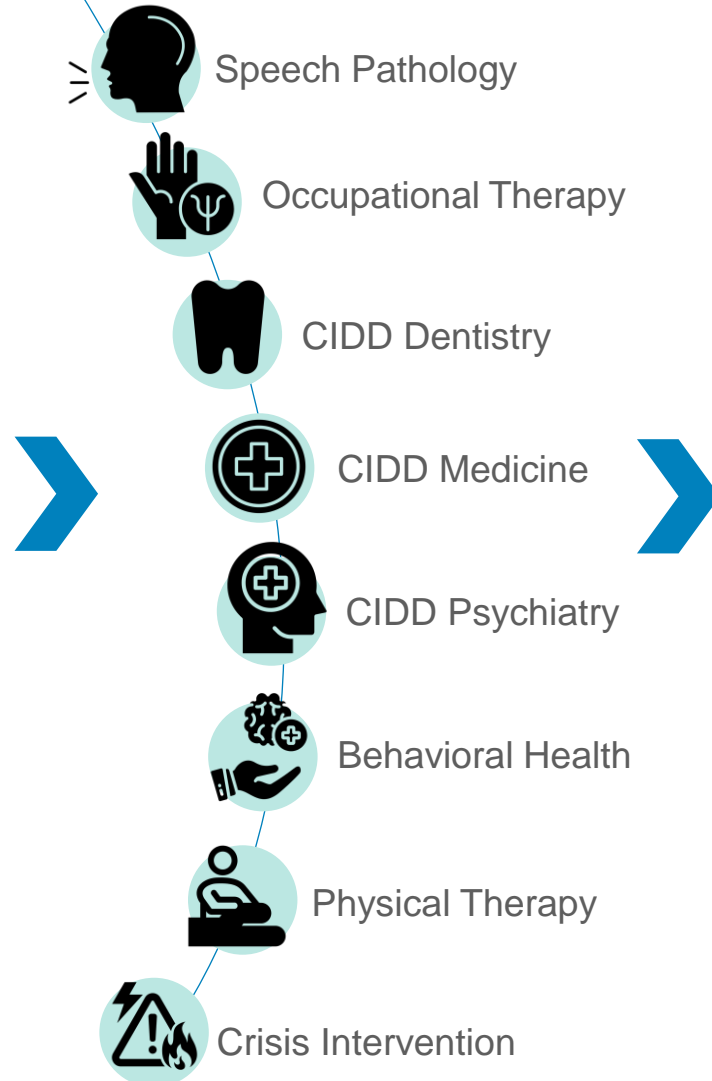 Speech Pathology
Occupational Therapy
CIDD Dentistry
CIDD Medicine
CIDD Psychiatry
Behavioral Health
Physical Therapy
Crisis Intervention